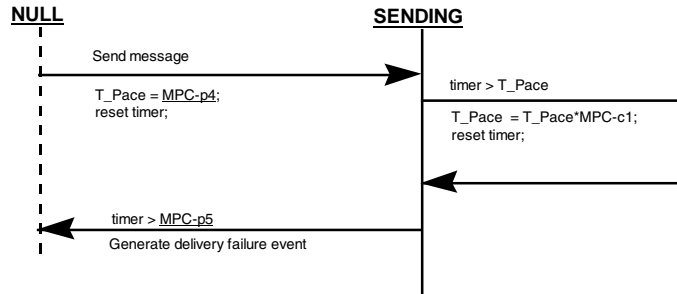 NULL
SENDING
Send message
T_Pace = MPC-p4;
reset timer;
timer > T_Pace
T_Pace = T_Pace*MPC-c1;
reset timer;
timer > MPC-p5
Generate delivery failure event